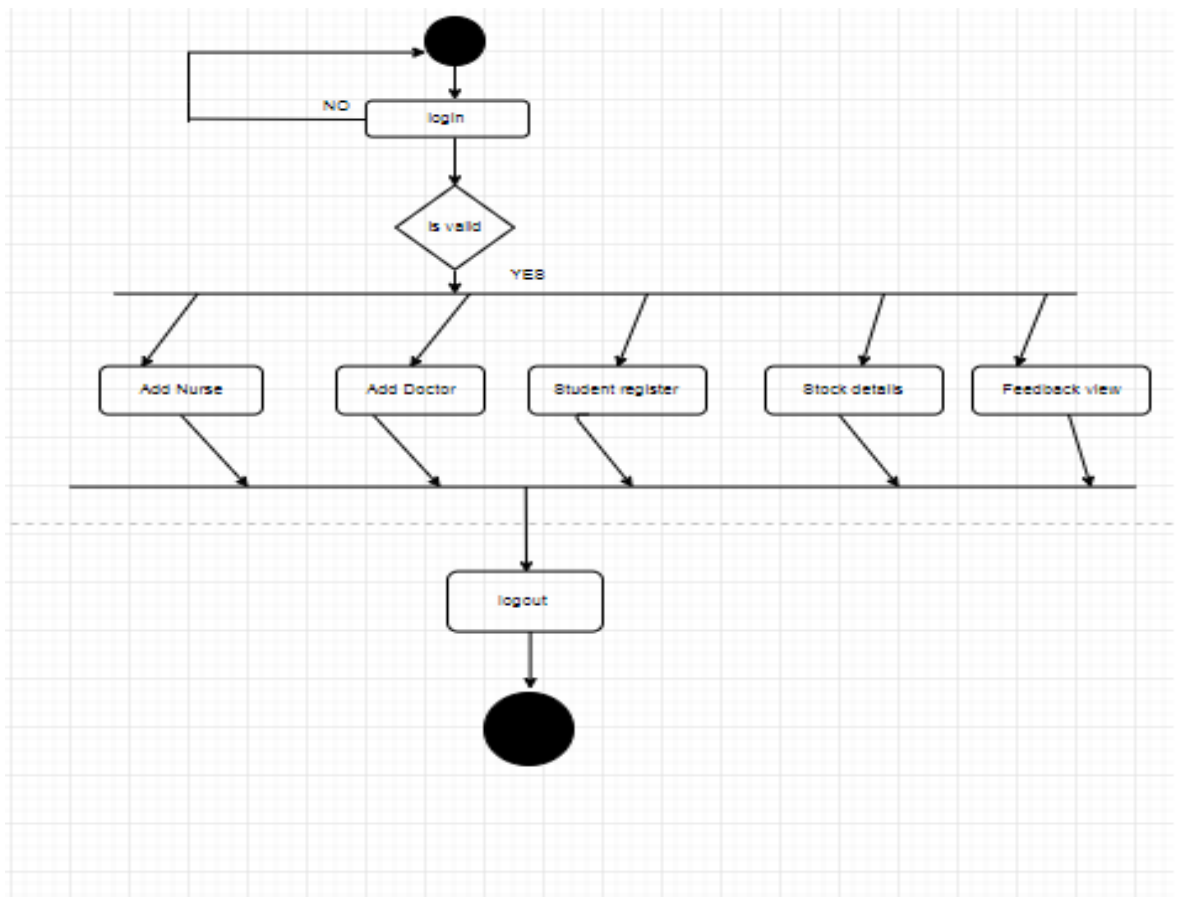 NO
login
is valid
YES
Add Nurse
Add Doctor
Student register
Stock details
Feedback view
logout